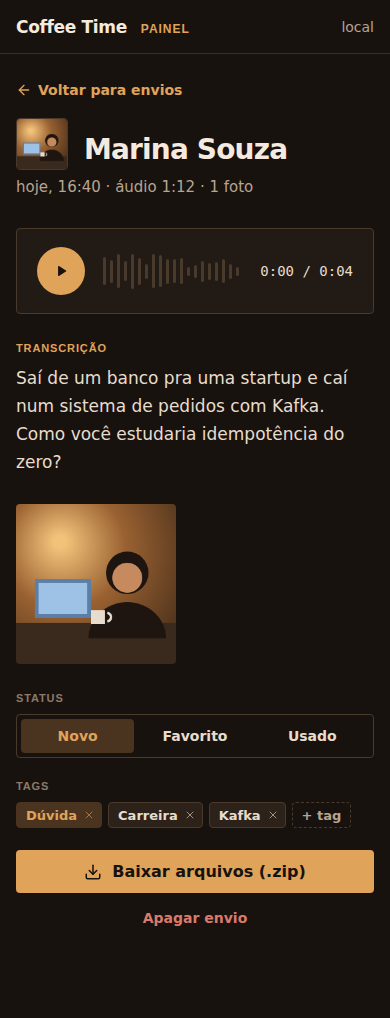 Coffee Time PAINEL local
← Voltar para envios
Marina Souza
hoje, 16:40 · áudio 1:12 · 1 foto
0:00 / 0:04
TRANSCRIÇÃO
Saí de um banco pra uma startup e caí
num sistema de pedidos com Kafka.
Como você estudaria idempotência do
zero?
STATUS
Novo Favorito Usado
TAGS
Dúvida × Carreira × Kafka × + tag
Baixar arquivos (.zip)
Apagar envio